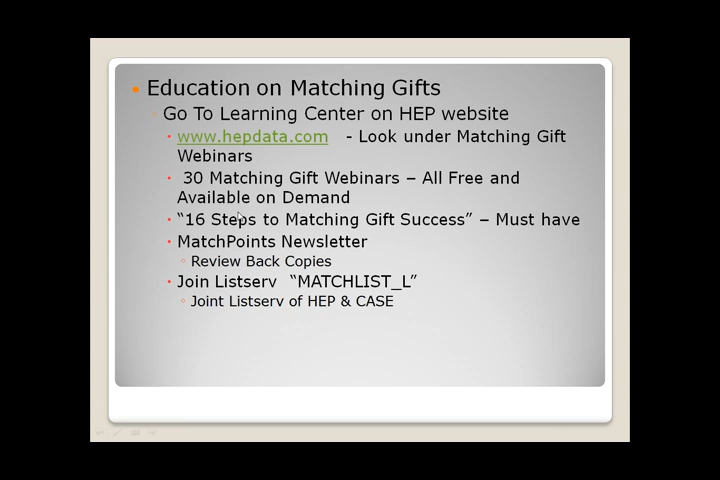 Education on Matching Gifts
Go To Learning Center on HEP website
www.hepdata.com - Look under Matching Gift
Webinars
30 Matching Gift Webinars – All Free and
Available on Demand
“16 Steps to Matching Gift Success” – Must have
MatchPoints Newsletter
Review Back Copies
Join Listserv “MATCHLIST_L”
Joint Listserv of HEP & CASE